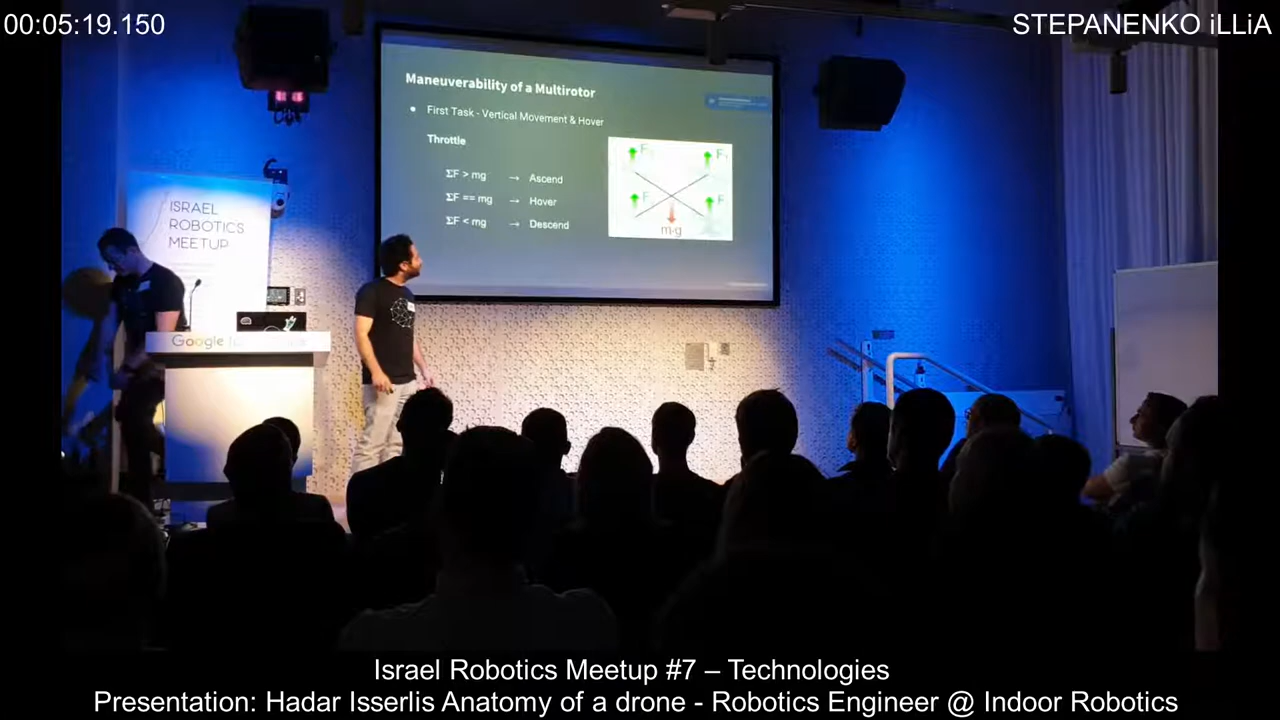 00:05:19.150
STEPANENKO iLLiA
Maneuverability of a Multirotor
First Task - Vertical Movement & Hover
Throttle
ΣF > mg → Ascend
ΣF == mg → Hover
ΣF < mg → Descend
F F
F F
m·g
ISRAEL
ROBOTICS
MEETUP
Google
Israel Robotics Meetup #7 – Technologies
Presentation: Hadar Isserlis Anatomy of a drone - Robotics Engineer @ Indoor Robotics